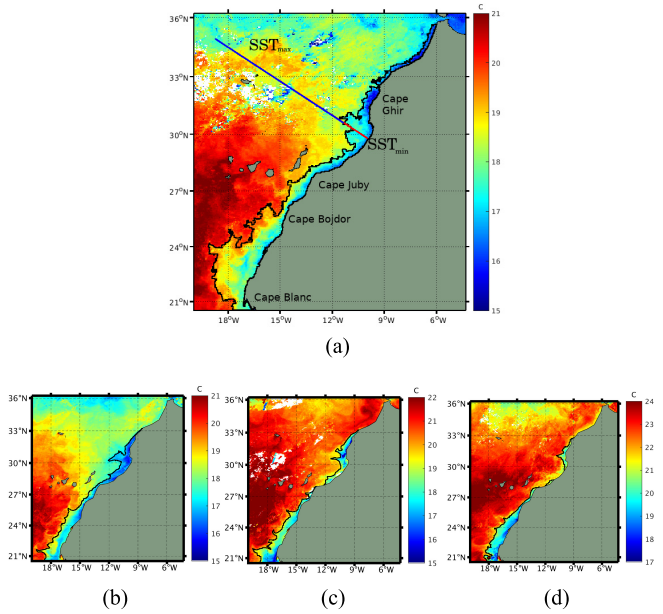 C
36°N
33°N
30°N
27°N
24°N
21°N
18°W
15°W
12°W
9°W
6°W
21
20
19
18
17
16
15
SSTmax
SSTmin
Cape
Ghir
Cape Juby
Cape Bojdor
Cape Blanc
(a)
C
36°N
33°N
30°N
27°N
24°N
21°N
18°W
15°W
12°W
9°W
6°W
21
20
19
18
17
16
15
(b)
C
36°N
33°N
30°N
27°N
24°N
21°N
18°W
15°W
12°W
9°W
6°W
22
21
20
19
18
17
16
15
(c)
C
36°N
33°N
30°N
27°N
24°N
21°N
18°W
15°W
12°W
9°W
6°W
24
23
22
21
20
19
18
17
(d)